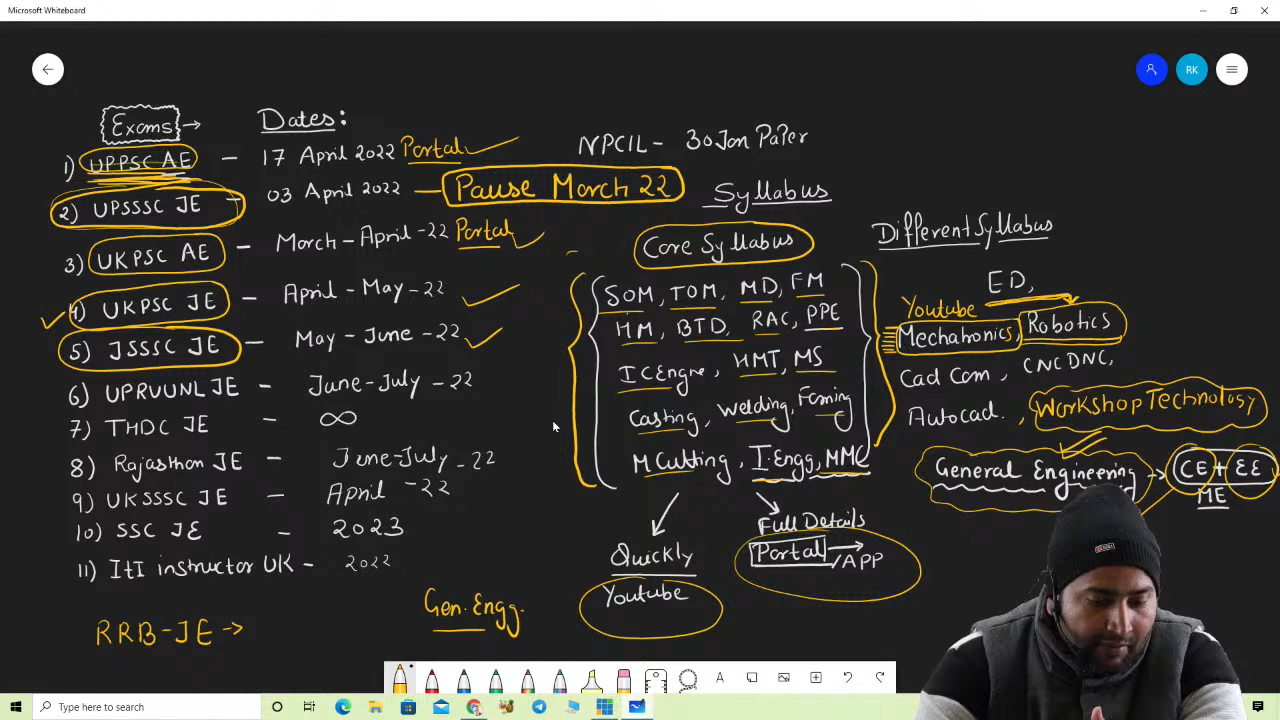 Microsoft Whiteboard
RK
Exams →
Dates:
1) UPPSC AE - 17 April 2022 Portal
2) UPSSSC JE - 03 April 2022 - Pause March 22
3) UKPSC AE - March-April-22 Portal
4) UKPSC JE - April-May-22
5) JSSSC JE - May-June-22
6) UPRVUNL JE - June-July-22
7) THDC JE - ∞
8) Rajasthan JE - June-July-22
9) UKSSSC JE - April-22
10) SSC JE - 2023
11) ItI instructor UK - 2022
RRB-JE →
Gen. Engg.
NPCIL- 30 Jan PaPer
Syllabus
Core Syllabus
SOM, TOM, MD, FM
HM, BTD, RAC, PPE
IC Engne, HMT, MS
Casting, Welding, Foming
M Cutting, I.Engg, MMC
Quickly
Youtube
Full Details
Portal → /APP
Different Syllabus
ED,
Youtube
Mechatronics, Robotics
Cad Cam, CNC DNC,
Autocad, Workshop Technology
General Engineering → CE + EE
ME
Type here to search